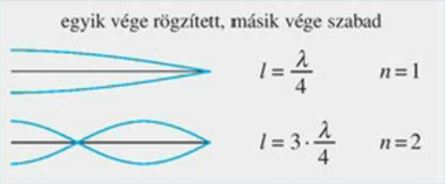 egyik vége rögzített, másik vége szabad
l = λ/4 n = 1
l = 3 · λ/4 n = 2